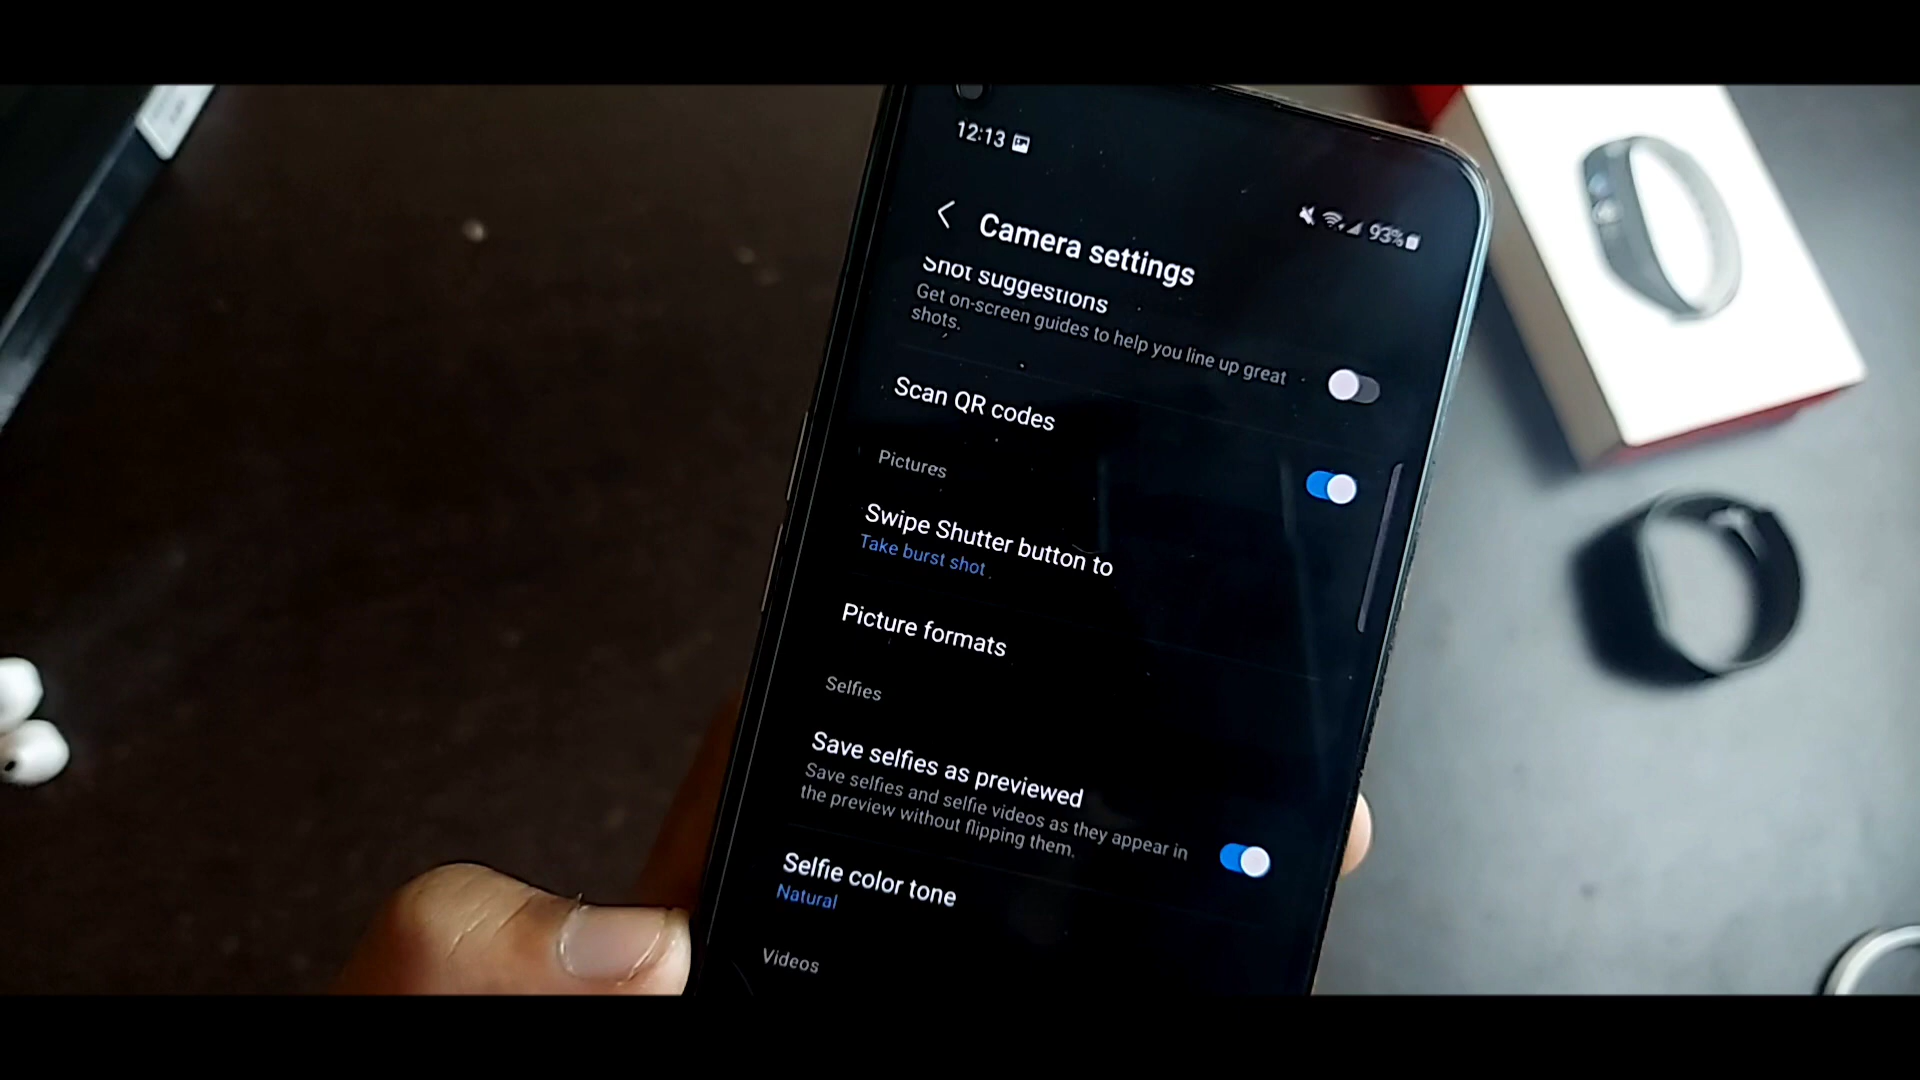 12:13
93%
Camera settings
Shot suggestions
Get on-screen guides to help you line up great
shots.
Scan QR codes
Pictures
Swipe Shutter button to
Take burst shot
Picture formats
Selfies
Save selfies as previewed
Save selfies and selfie videos as they appear in
the preview without flipping them.
Selfie color tone
Natural
Videos